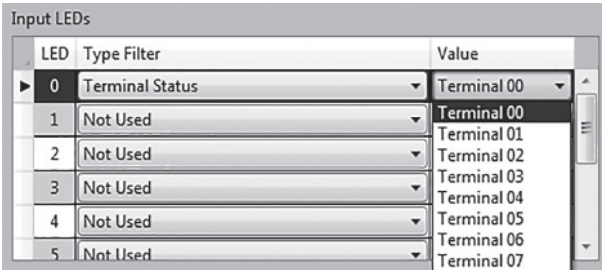 Input LEDs
LED Type Filter Value
0 Terminal Status Terminal 00
1 Not Used Terminal 00
Terminal 01
2 Not Used Terminal 02
3 Not Used Terminal 03
Terminal 04
4 Not Used Terminal 05
Terminal 06
5 Not Used Terminal 07